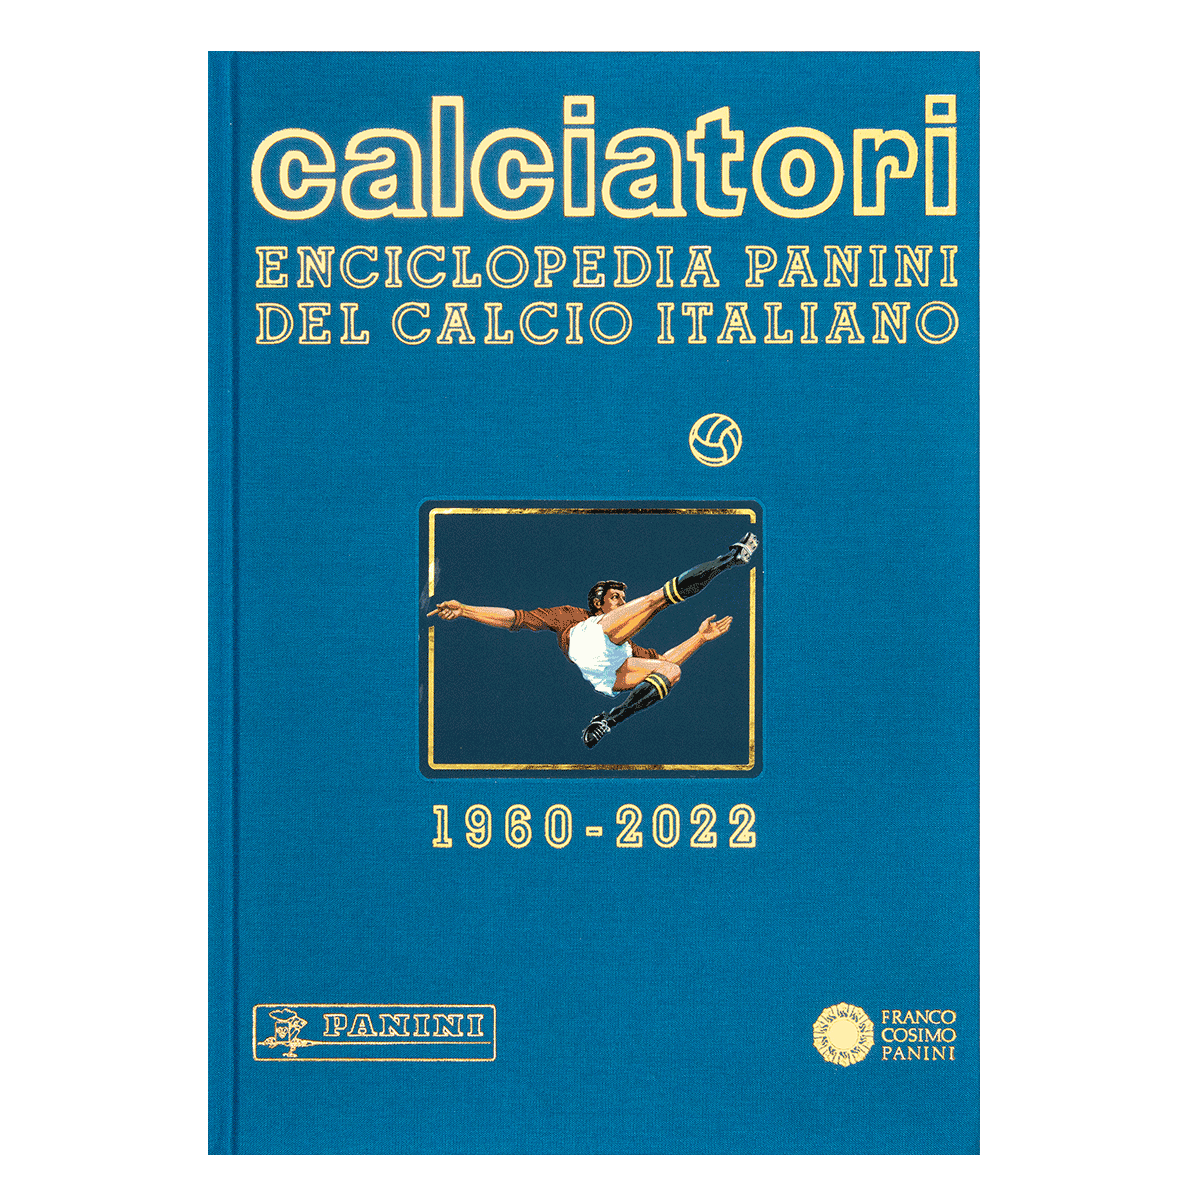 calciatori
ENCICLOPEDIA PANINI
DEL CALCIO ITALIANO
1960-2022
PANINI
FRANCO
COSIMO
PANINI